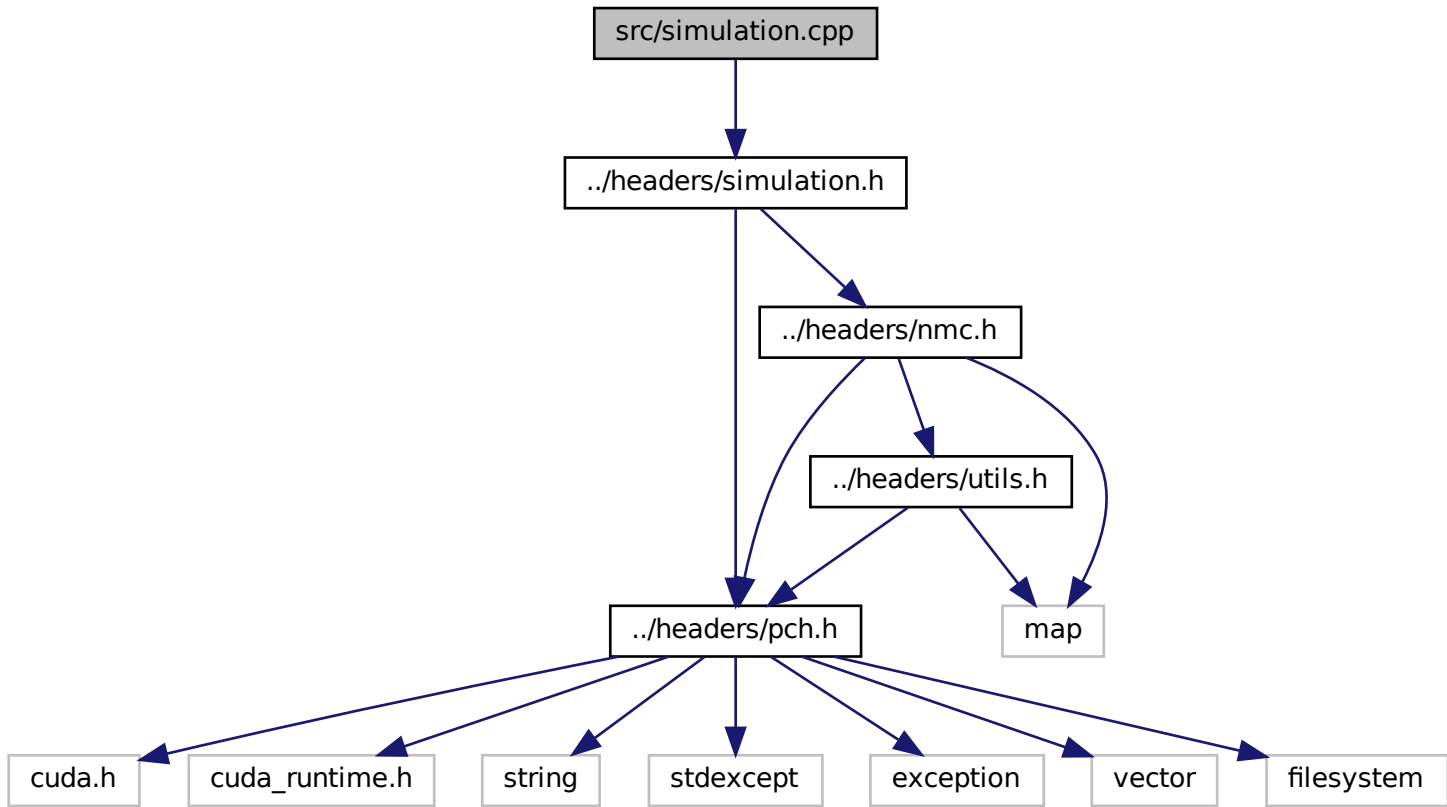 src/simulation.cpp
../headers/simulation.h
../headers/nmc.h
../headers/utils.h
../headers/pch.h
map
cuda.h
cuda_runtime.h
string
stdexcept
exception
vector
filesystem